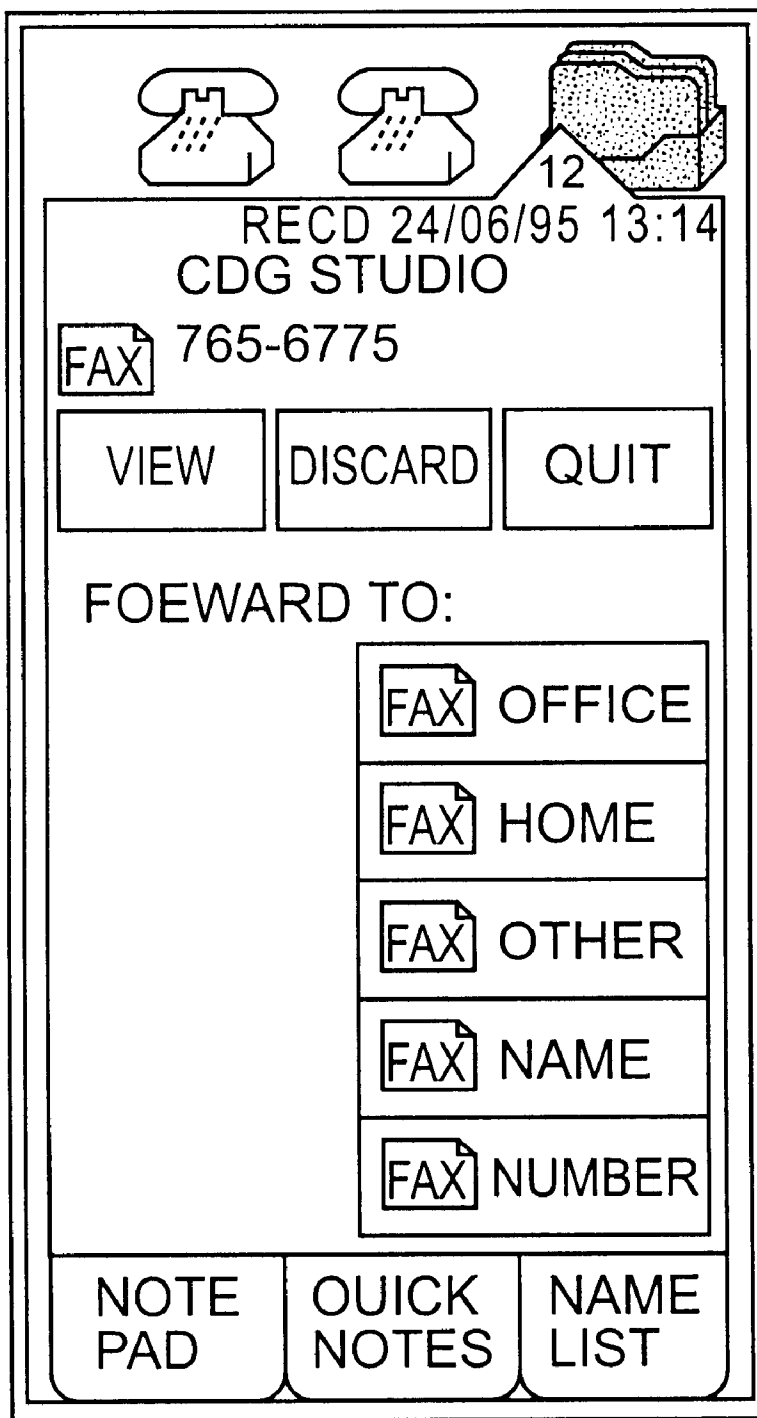 12
RECD 24/06/95 13:14
CDG STUDIO
FAX 765-6775
VIEW DISCARD QUIT
FOEWARD TO:
FAX OFFICE
FAX HOME
FAX OTHER
FAX NAME
FAX NUMBER
NOTE PAD
OUICK NOTES
NAME LIST